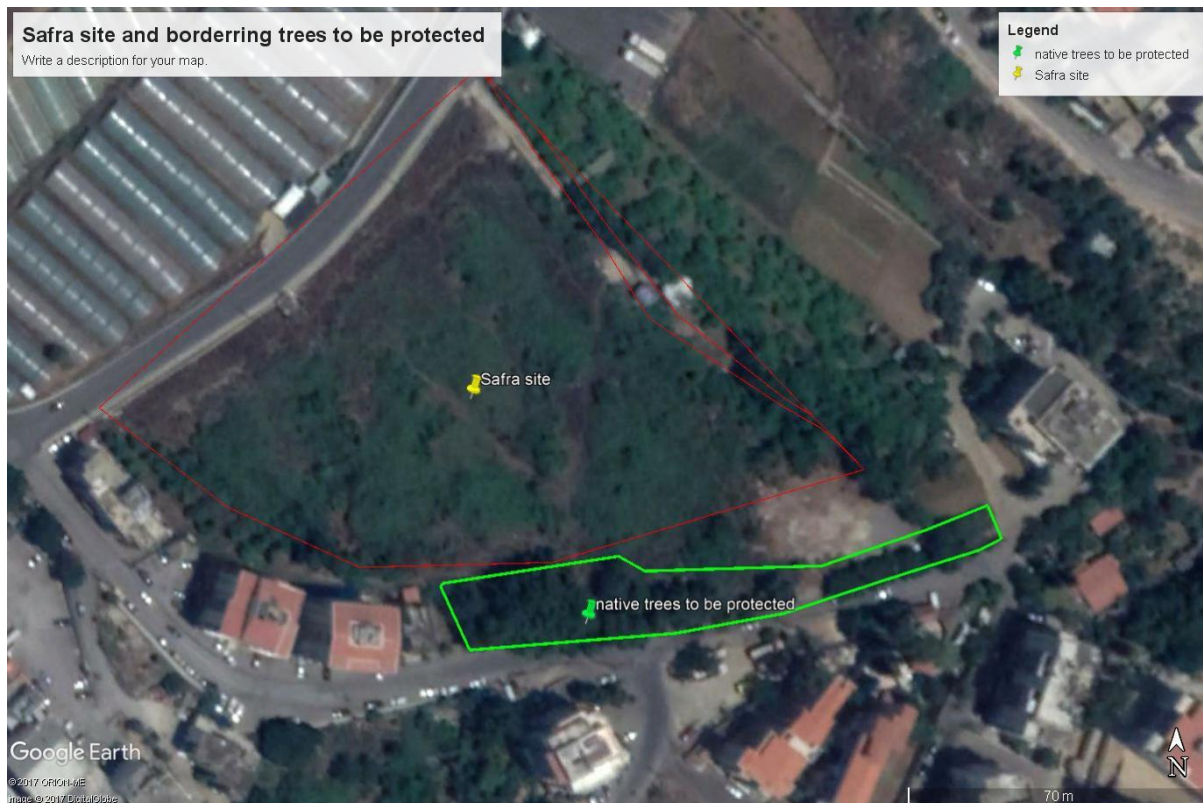 Safra site and borderring trees to be protected
Write a description for your map.
Legend
native trees to be protected
Safra site
Safra site
native trees to be protected
Google Earth
©2017 ORION-ME
Image © 2017 DigitalGlobe
N
70 m